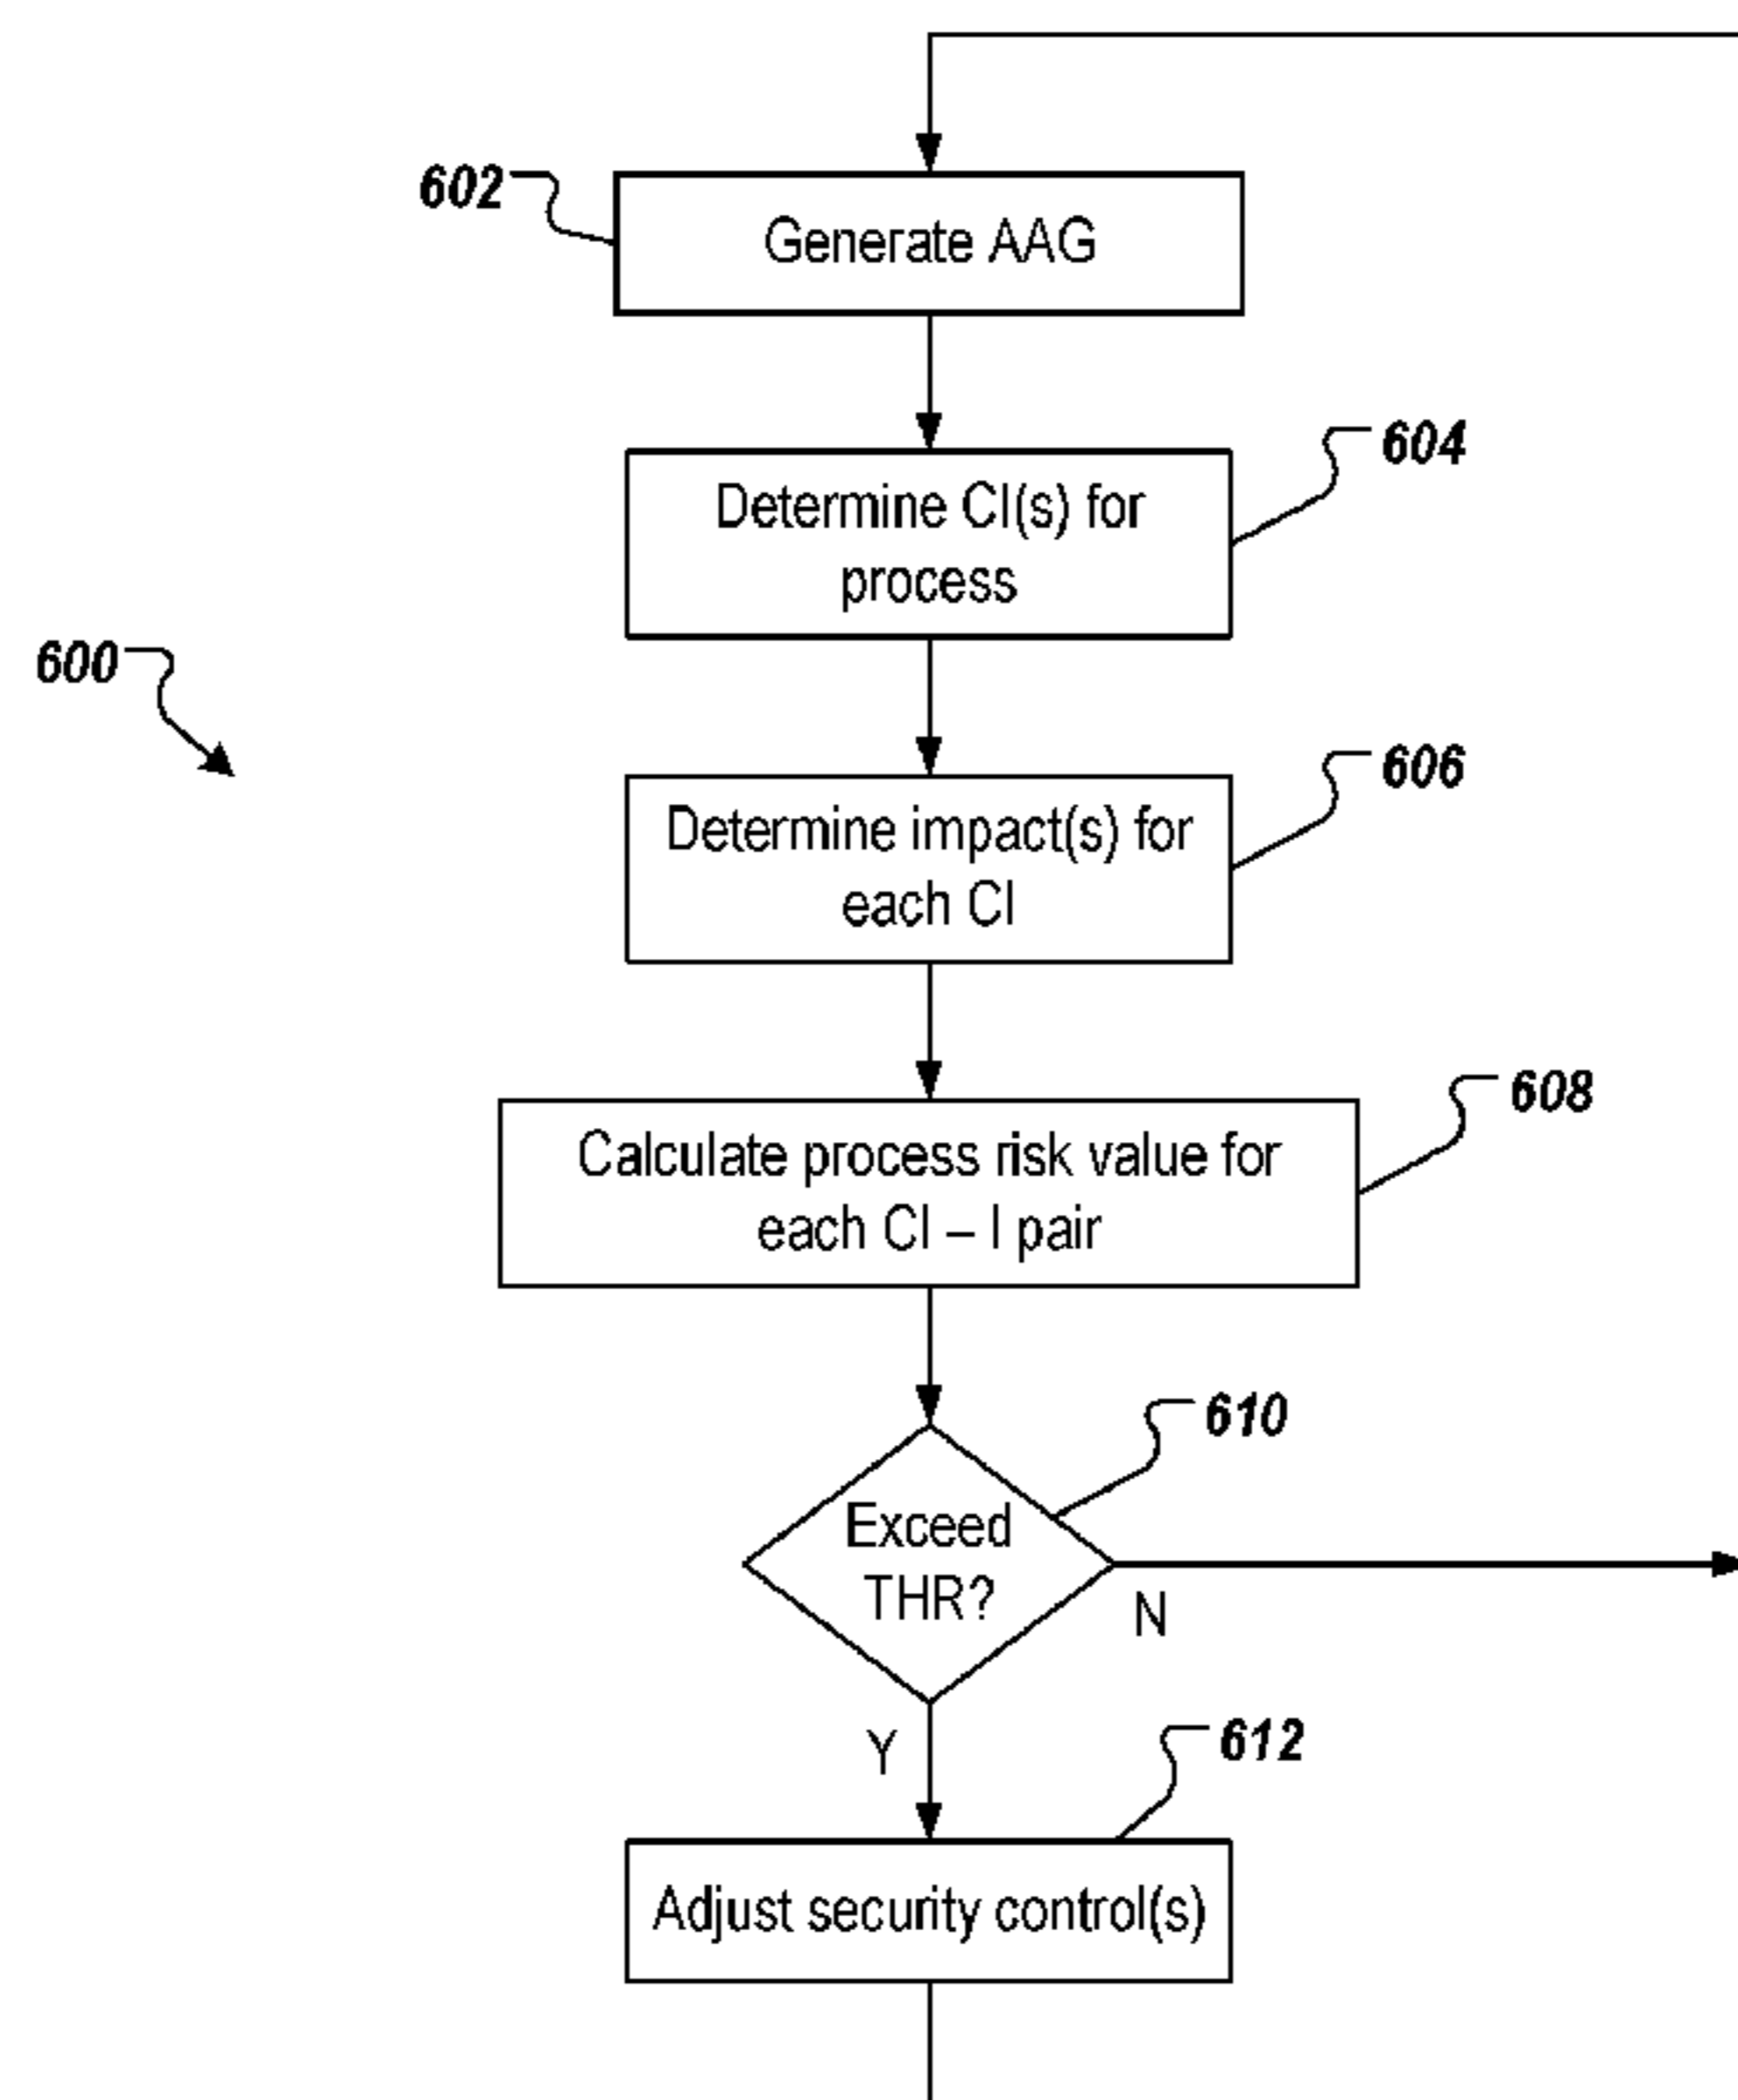 602
Generate AAG
604
Determine CI(s) for
process
600
606
Determine impact(s) for
each CI
608
Calculate process risk value for
each CI – I pair
610
Exceed
THR?
N
Y
612
Adjust security control(s)